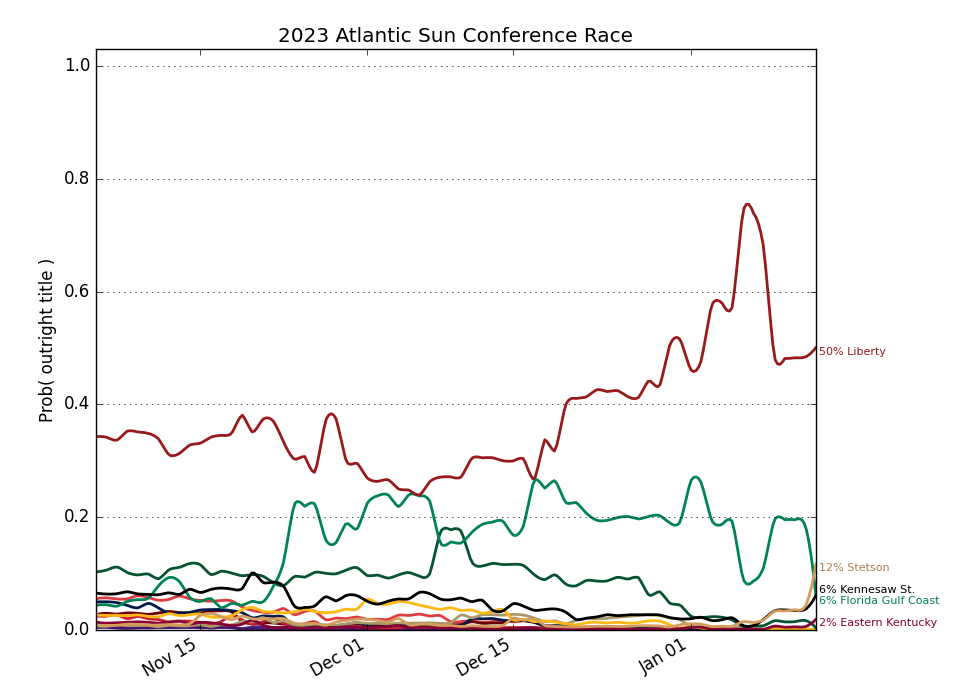 2023 Atlantic Sun Conference Race
Prob( outright title )
1.0
0.8
0.6
0.4
0.2
0.0
50% Liberty
12% Stetson
6% Kennesaw St.
6% Florida Gulf Coast
2% Eastern Kentucky
Nov 15
Dec 01
Dec 15
Jan 01